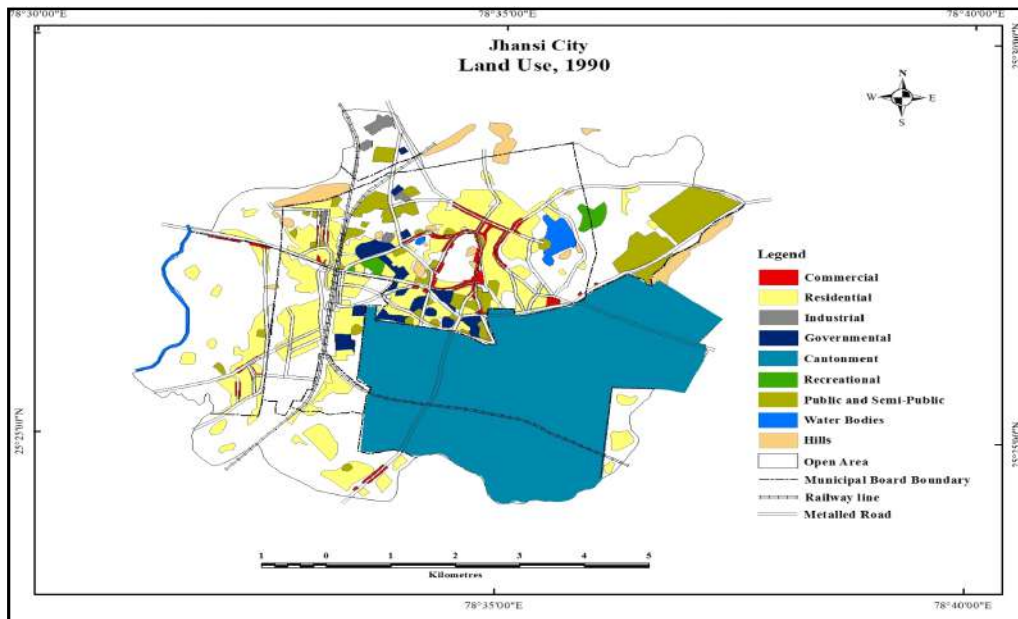 78°30'00"E 78°35'00"E 78°40'00"E
Jhansi City
Land Use, 1990
N
W E
S
Legend
Commercial
Residential
Industrial
Governmental
Cantonment
Recreational
Public and Semi-Public
Water Bodies
Hills
Open Area
Municipal Board Boundary
Railway line
Metalled Road
25°25'00"N
1 0 1 2 3 4 5
Kilometres
78°35'00"E 78°40'00"E